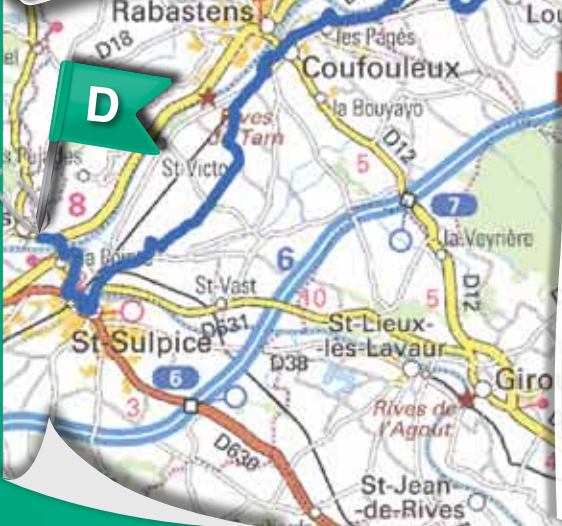 Rabastens
Lou
D18
les Pagès
Coufouleux
la Bouyayo
D
Rives
du Tarn
D12
St-Victo
5
8
7
la Veyrière
6
D12
St-Vast
10
5
D631
St-Lieux-
-lès-Lavaur
St-Sulpice
D38
6
Giro
3
Rives de
l'Agout
D630
St-Jean-
-de-Rives